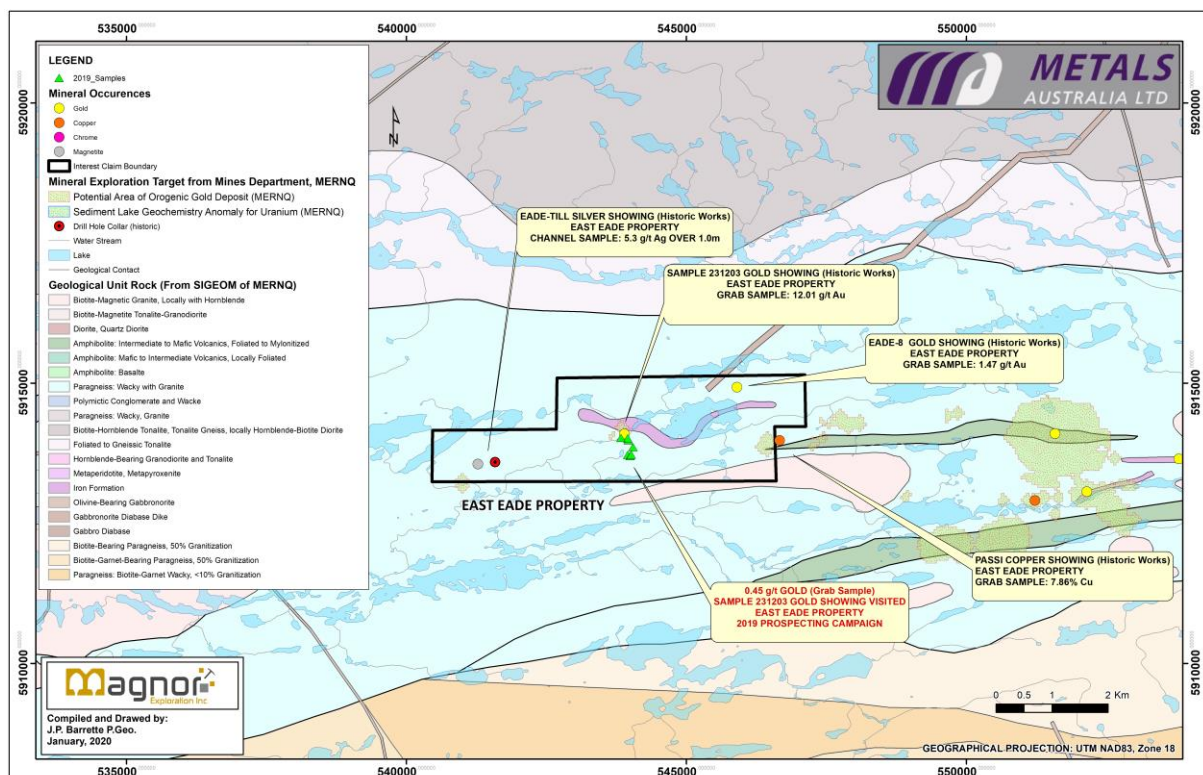 535000
540000
545000
550000
5920000
5915000
5910000
5920000
5915000
5910000
LEGEND
2019_Samples
Mineral Occurences
Gold
Copper
Chrome
Magnetite
Interest Claim Boundary
Mineral Exploration Target from Mines Department, MERNQ
Potential Area of Orogenic Gold Deposit (MERNQ)
Sediment Lake Geochemistry Anomaly for Uranium (MERNQ)
Drill Hole Collar (historic)
Water Stream
Lake
Geological Contact
Geological Unit Rock (From SIGEOM of MERNQ)
Biotite-Magnetic Granite, Locally with Hornblende
Biotite-Magnetite Tonalite-Granodiorite
Diorite, Quartz Diorite
Amphibolite: Intermediate to Mafic Volcanics, Foliated to Mylonitized
Amphibolite: Mafic to Intermediate Volcanics, Locally Foliated
Amphibolite: Basalte
Paragneiss: Wacky with Granite
Polymictic Conglomerate and Wacke
Paragneiss: Wacky, Granite
Biotite-Hornblende Tonalite, Tonalite Gneiss, locally Hornblende-Biotite Diorite
Foliated to Gneissic Tonalite
Hornblende-Bearing Granodiorite and Tonalite
Metaperidotite, Metapyroxenite
Iron Formation
Olivine-Bearing Gabbronorite
Gabbronorite Diabase Dike
Gabbro Diabase
Biotite-Bearing Paragneiss, 50% Granitization
Biotite-Garnet-Bearing Paragneiss, 50% Granitization
Paragneiss: Biotite-Garnet Wacky, <10% Granitization
N
METALS
AUSTRALIA LTD
EADE-TILL SILVER SHOWING (Historic Works)
EAST EADE PROPERTY
CHANNEL SAMPLE: 5.3 g/t Ag OVER 1.0m
SAMPLE 231203 GOLD SHOWING (Historic Works)
EAST EADE PROPERTY
GRAB SAMPLE: 12.01 g/t Au
EADE-8 GOLD SHOWING (Historic Works)
EAST EADE PROPERTY
GRAB SAMPLE: 1.47 g/t Au
EAST EADE PROPERTY
PASSI COPPER SHOWING (Historic Works)
EAST EADE PROPERTY
GRAB SAMPLE: 7.86% Cu
0.45 g/t GOLD (Grab Sample)
SAMPLE 231203 GOLD SHOWING VISITED
EAST EADE PROPERTY
2019 PROSPECTING CAMPAIGN
Magnor
Exploration Inc
Compiled and Drawed by:
J.P. Barrette P.Geo.
January, 2020
0 0.5 1 2 Km
GEOGRAPHICAL PROJECTION: UTM NAD83, Zone 18
535000
540000
545000
550000